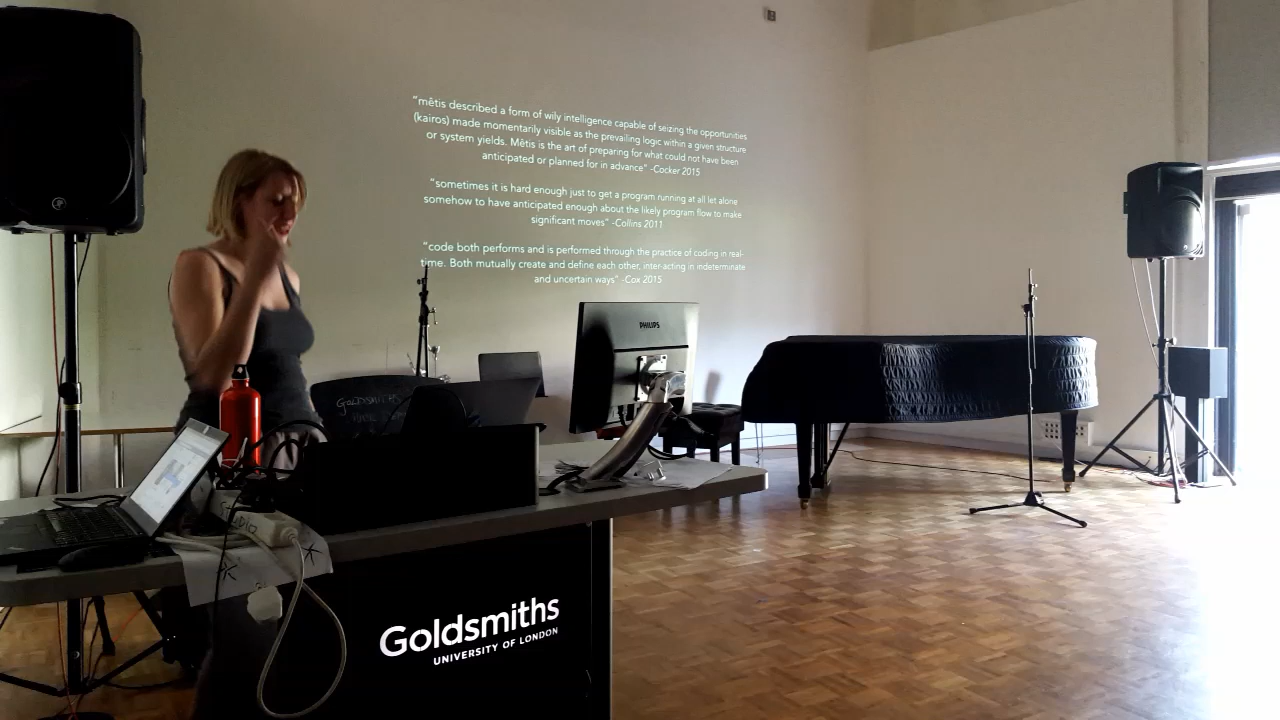 “mētis described a form of wily intelligence capable of seizing the opportunities
(kairos) made momentarily visible as the prevailing logic within a given structure
or system yields. Mētis is the art of preparing for what could not have been
anticipated or planned for in advance” -Cocker 2015
“sometimes it is hard enough just to get a program running at all let alone
somehow to have anticipated enough about the likely program flow to make
significant moves” -Collins 2011
“code both performs and is performed through the practice of coding in real-
time. Both mutually create and define each other, inter-acting in indeterminate
and uncertain ways” -Cox 2015
PHILIPS
GOLDSMITHS
Goldsmiths
UNIVERSITY OF LONDON